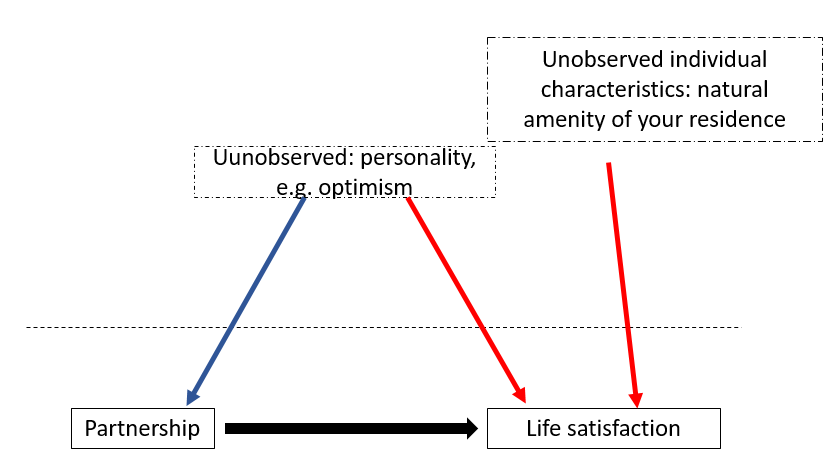 Unobserved individual
characteristics: natural
amenity of your residence
Uunobserved: personality,
e.g. optimism
Partnership
Life satisfaction